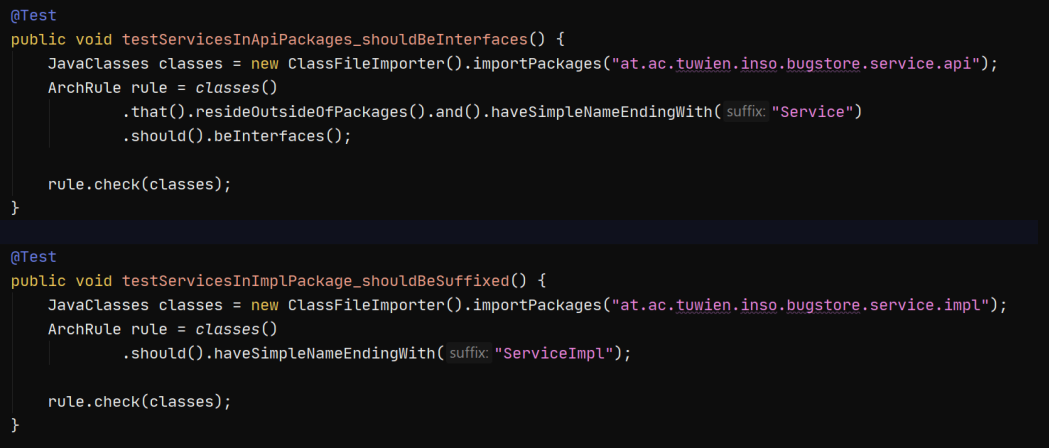 @Test
public void testServicesInApiPackages_shouldBeInterfaces() {
    JavaClasses classes = new ClassFileImporter().importPackages("at.ac.tuwien.inso.bugstore.service.api");
    ArchRule rule = classes()
            .that().resideOutsideOfPackages().and().haveSimpleNameEndingWith( suffix: "Service")
            .should().beInterfaces();
    rule.check(classes);
}
@Test
public void testServicesInImplPackage_shouldBeSuffixed() {
    JavaClasses classes = new ClassFileImporter().importPackages("at.ac.tuwien.inso.bugstore.service.impl");
    ArchRule rule = classes()
            .should().haveSimpleNameEndingWith( suffix: "ServiceImpl");
    rule.check(classes);
}